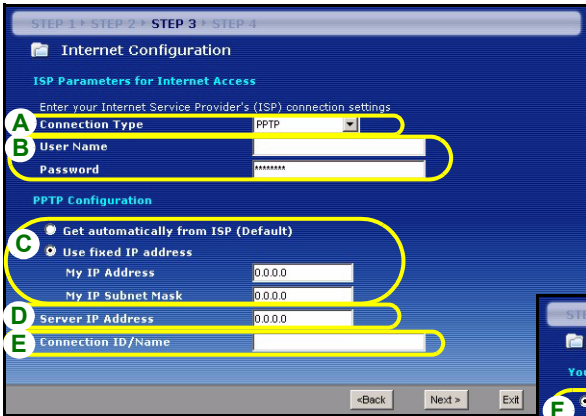 STEP 1 ▸ STEP 2 ▸ STEP 3 ▸ STEP 4
Internet Configuration
ISP Parameters for Internet Access
Enter your Internet Service Provider's (ISP) connection settings
A Connection Type PPTP
B User Name
Password ********
PPTP Configuration
C Get automatically from ISP (Default)
Use fixed IP address
My IP Address 0.0.0.0
My IP Subnet Mask 0.0.0.0
D Server IP Address 0.0.0.0
E Connection ID/Name
<Back Next > Exit
STE
You
F